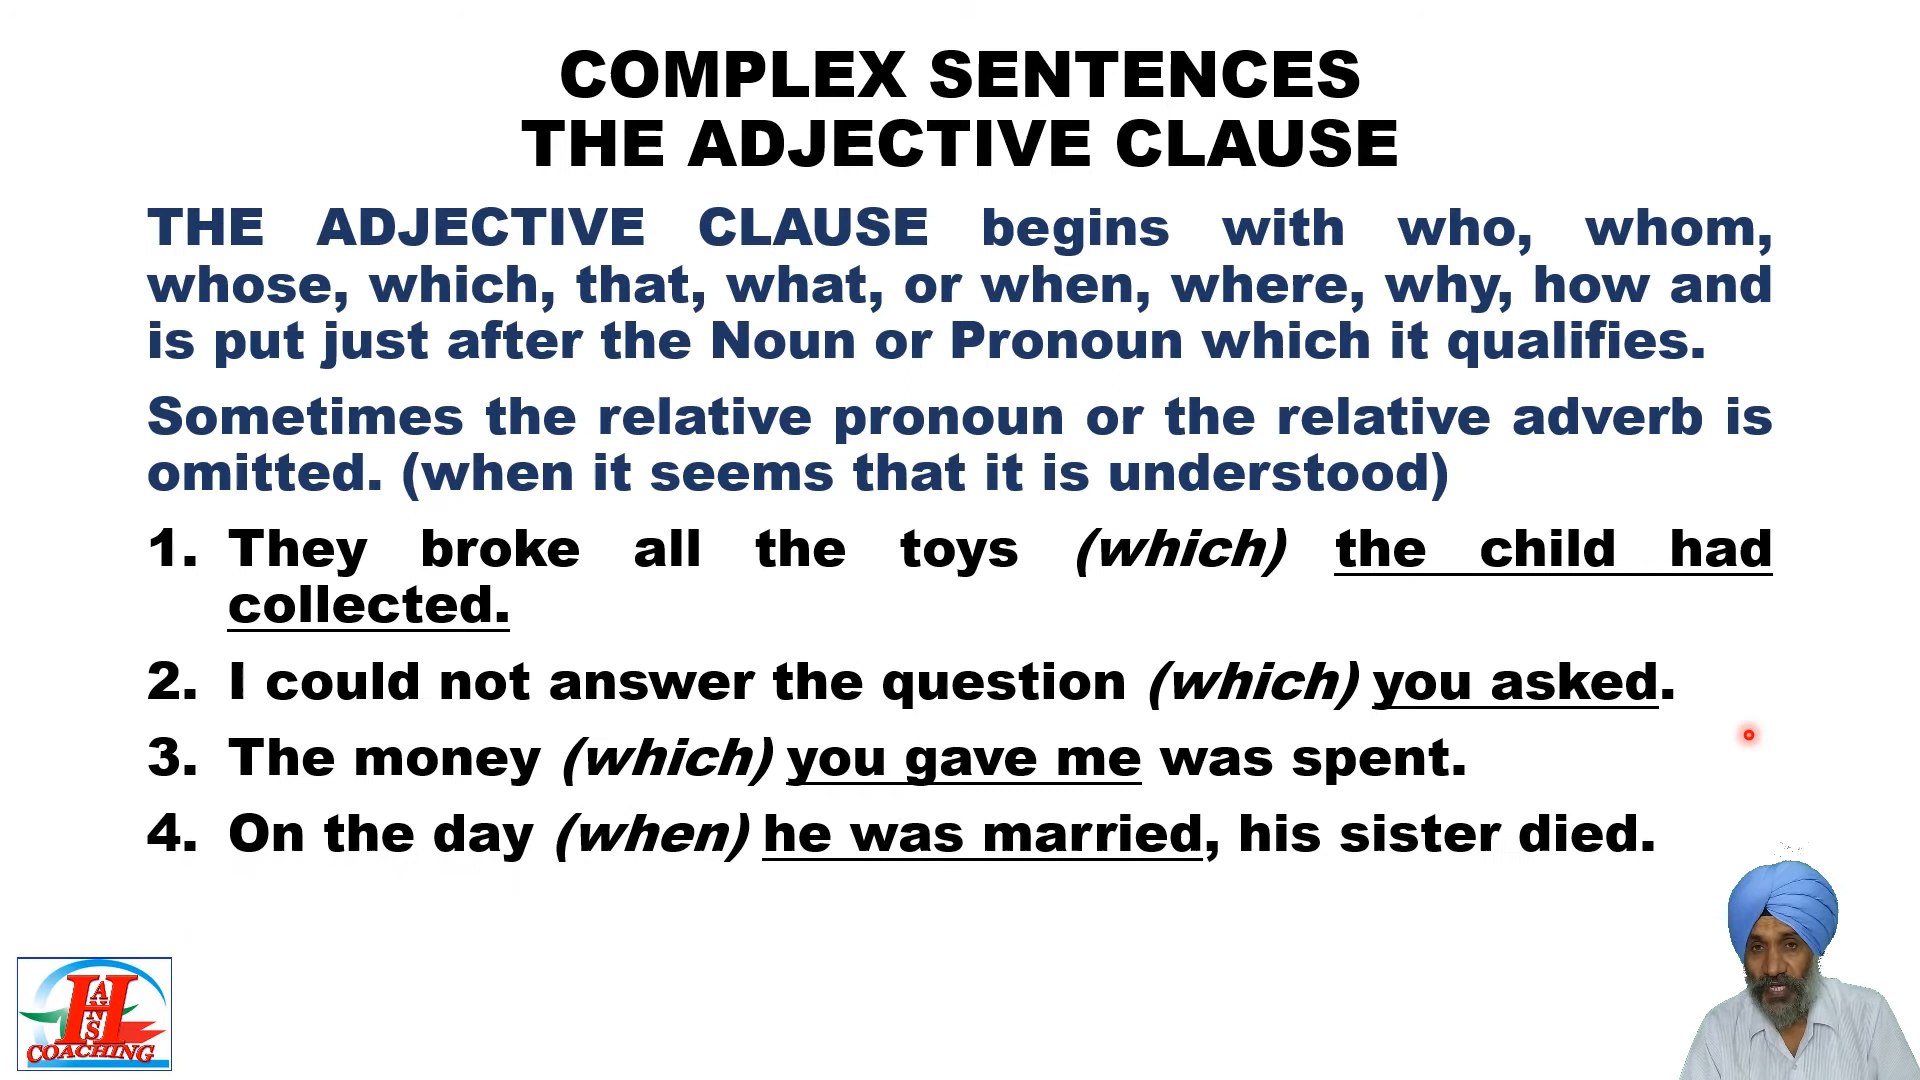 COMPLEX SENTENCES
THE ADJECTIVE CLAUSE
THE ADJECTIVE CLAUSE begins with who, whom,
whose, which, that, what, or when, where, why, how and
is put just after the Noun or Pronoun which it qualifies.
Sometimes the relative pronoun or the relative adverb is
omitted. (when it seems that it is understood)
1. They broke all the toys (which) the child had
collected.
2. I could not answer the question (which) you asked.
3. The money (which) you gave me was spent.
4. On the day (when) he was married, his sister died.
HANS
COACHING